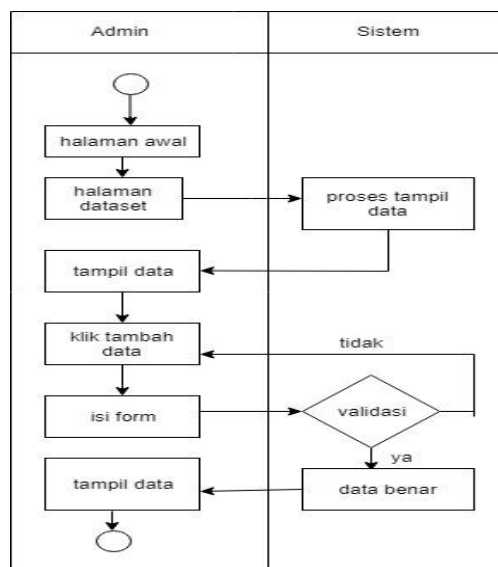 Admin
Sistem
halaman awal
halaman
dataset
proses tampil
data
tampil data
klik tambah
data
tidak
isi form
validasi
ya
tampil data
data benar